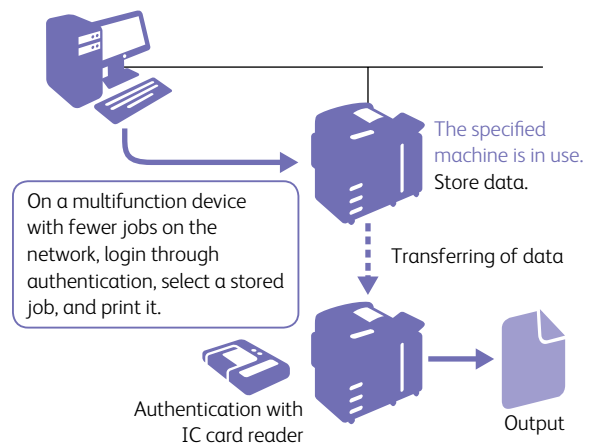 The specified
machine is in use.
Store data.
On a multifunction device
with fewer jobs on the
network, login through
authentication, select a stored
job, and print it.
Transferring of data
Authentication with
IC card reader
Output